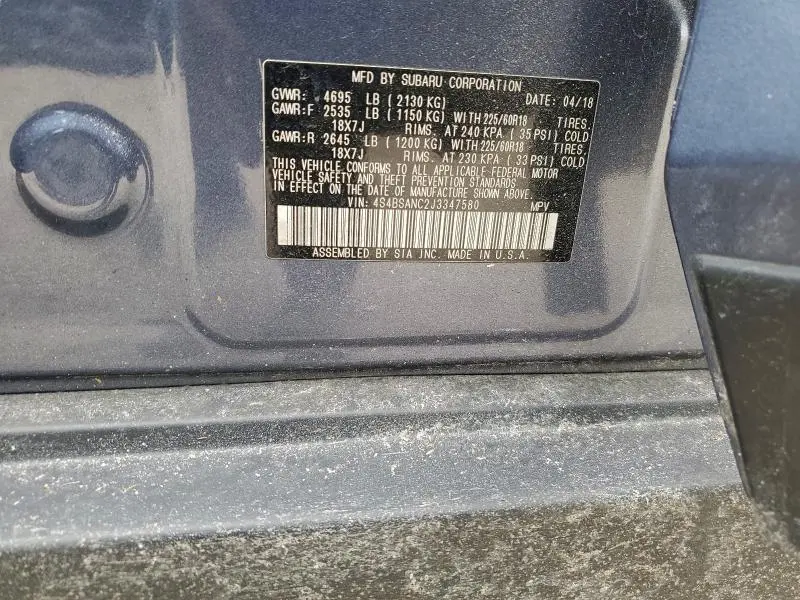 MFD BY SUBARU CORPORATION
GVWR: 4695 LB ( 2130 KG) DATE: 04/18
GAWR:F 2535 LB ( 1150 KG) WITH 225/60R18 TIRES.
18X7J RIMS. AT 240 KPA ( 35 PSI) COLD
GAWR:R 2645 LB ( 1200 KG) WITH 225/60R18 TIRES.
18X7J RIMS. AT 230 KPA ( 33 PSI) COLD
THIS VEHICLE CONFORMS TO ALL APPLICABLE FEDERAL MOTOR
VEHICLE SAFETY AND THEFT PREVENTION STANDARDS
IN EFFECT ON THE DATE OF MANUFACTURE SHOWN ABOVE.
VIN: 4S4BSANC2J3347580 MPV
ASSEMBLED BY SIA INC. MADE IN U.S.A.